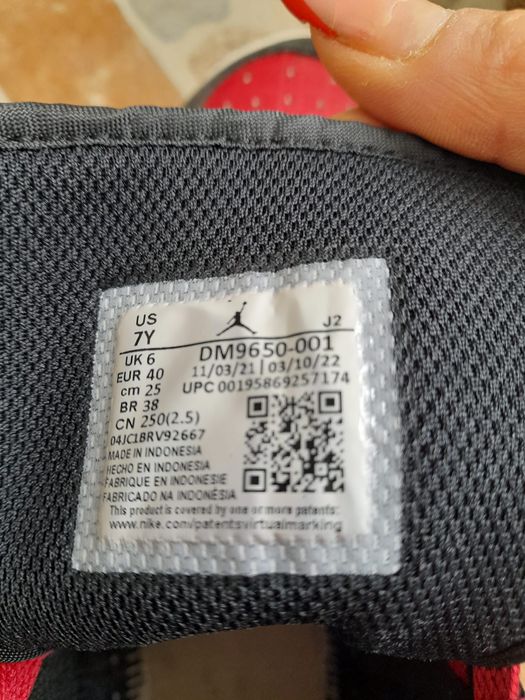 US
7Y
J2
UK 6
EUR 40
cm 25
BR 38
CN 250(2.5)
DM9650-001
11/03/21 | 03/10/22
UPC 00195869257174
04JC1BRV92667
MADE IN INDONESIA
HECHO EN INDONESIA
FABRIQUE EN INDONESIE
FABRICADO NA INDONÉSIA
This product is covered by one or more patents:
www.nike.com/patentsvirtualmarking